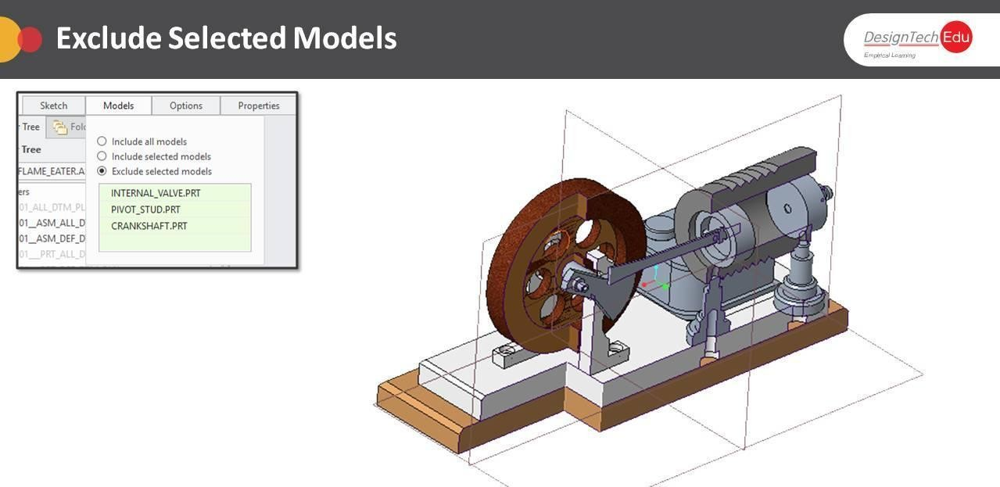 Exclude Selected Models
DesignTech Edu
Empirical Learning
Sketch Models Options Properties
Tree Fold
Tree
Include all models
Include selected models
FLAME_EATER.A Exclude selected models
ers INTERNAL_VALVE.PRT
01_ALL_DTM_PL PIVOT_STUD.PRT
01__ASM_ALL_D CRANKSHAFT.PRT
01__ASM_DEF_D
01__PRT_ALL_D